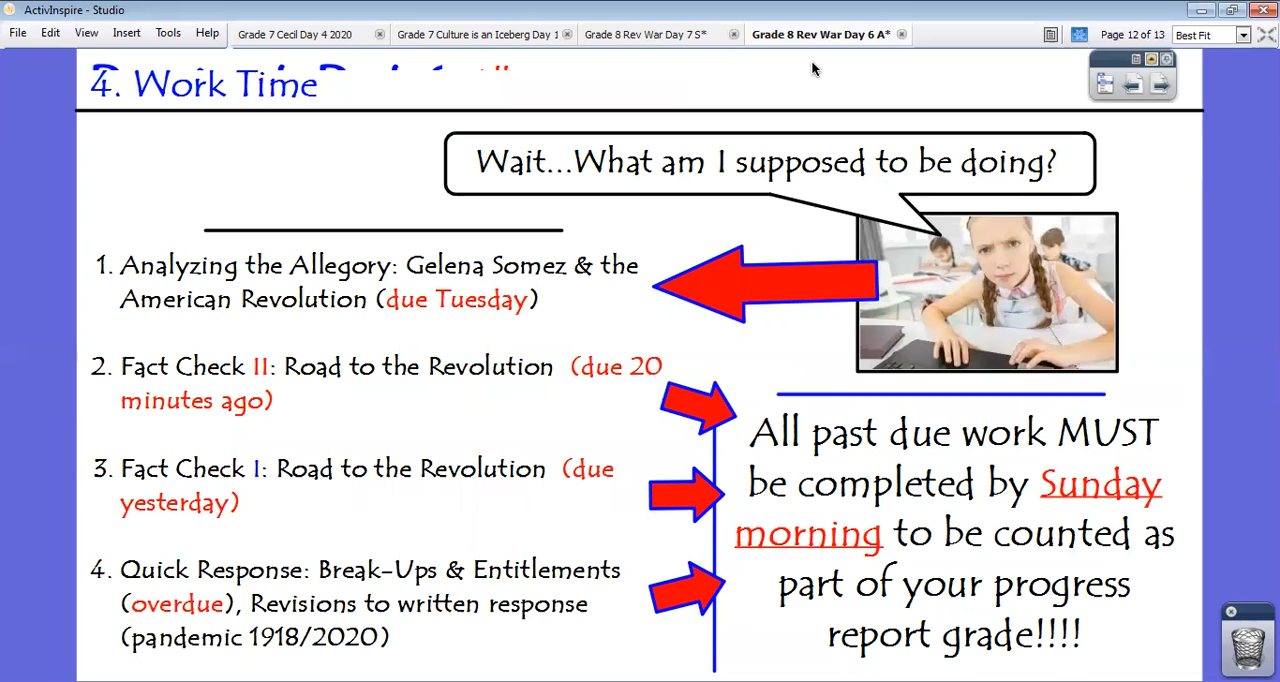 ActivInspire - Studio
File Edit View Insert Tools Help
Grade 7 Cecil Day 4 2020
Grade 7 Culture is an Iceberg Day 1
Grade 8 Rev War Day 7 S*
Grade 8 Rev War Day 6 A*
Page 12 of 13
Best Fit
4. Work Time
Wait...What am I supposed to be doing?
1. Analyzing the Allegory: Gelena Somez & the
American Revolution (due Tuesday)
2. Fact Check II: Road to the Revolution (due 20
minutes ago)
3. Fact Check I: Road to the Revolution (due
yesterday)
4. Quick Response: Break-Ups & Entitlements
(overdue), Revisions to written response
(pandemic 1918/2020)
All past due work MUST
be completed by Sunday
morning to be counted as
part of your progress
report grade!!!!